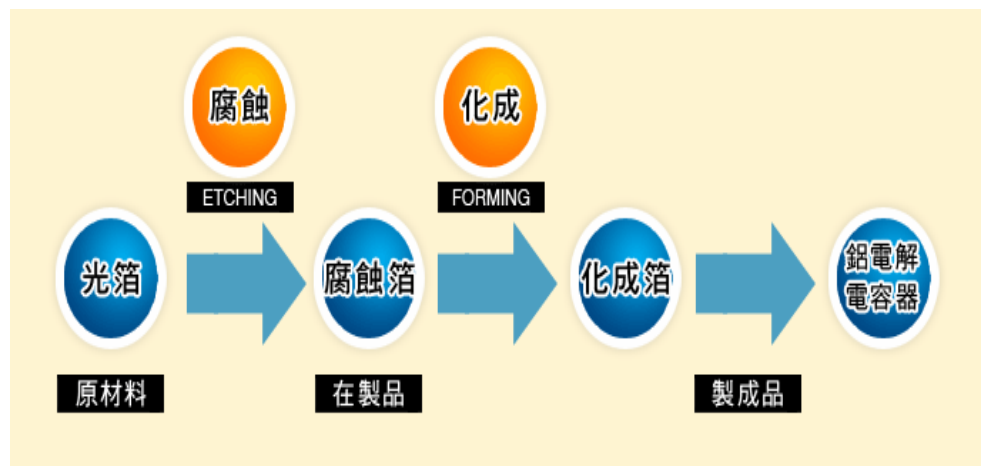 腐蝕
化成
ETCHING
FORMING
光箔
腐蝕箔
化成箔
鋁電解
電容器
原材料
在製品
製成品